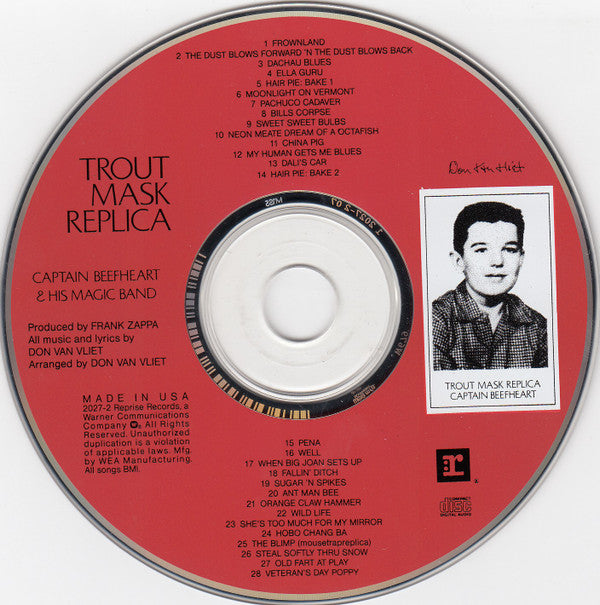 1 FROWNLAND
2 THE DUST BLOWS FORWARD 'N THE DUST BLOWS BACK
3 DACHAU BLUES
4 ELLA GURU
5 HAIR PIE: BAKE 1
6 MOONLIGHT ON VERMONT
7 PACHUCO CADAVER
8 BILLS CORPSE
9 SWEET SWEET BULBS
10 NEON MEATE DREAM OF A OCTAFISH
11 CHINA PIG
12 MY HUMAN GETS ME BLUES
13 DALI'S CAR
14 HAIR PIE: BAKE 2
TROUT
MASK
REPLICA
CAPTAIN BEEFHEART
& HIS MAGIC BAND
Produced by FRANK ZAPPA
All music and lyrics by
DON VAN VLIET
Arranged by DON VAN VLIET
Don Van Vliet
TROUT MASK REPLICA
CAPTAIN BEEFHEART
MADE IN USA
2027-2 Reprise Records, a
Warner Communications
Company W. All Rights
Reserved. Unauthorized
duplication is a violation
of applicable laws. Mfg.
by WEA Manufacturing.
All songs BMI.
r
®
COMPACT
disc
DIGITAL AUDIO
15 PENA
16 WELL
17 WHEN BIG JOAN SETS UP
18 FALLIN' DITCH
19 SUGAR 'N SPIKES
20 ANT MAN BEE
21 ORANGE CLAW HAMMER
22 WILD LIFE
23 SHE'S TOO MUCH FOR MY MIRROR
24 HOBO CHANG BA
25 THE BLIMP (mousetrapreplica)
26 STEAL SOFTLY THRU SNOW
27 OLD FART AT PLAY
28 VETERAN'S DAY POPPY